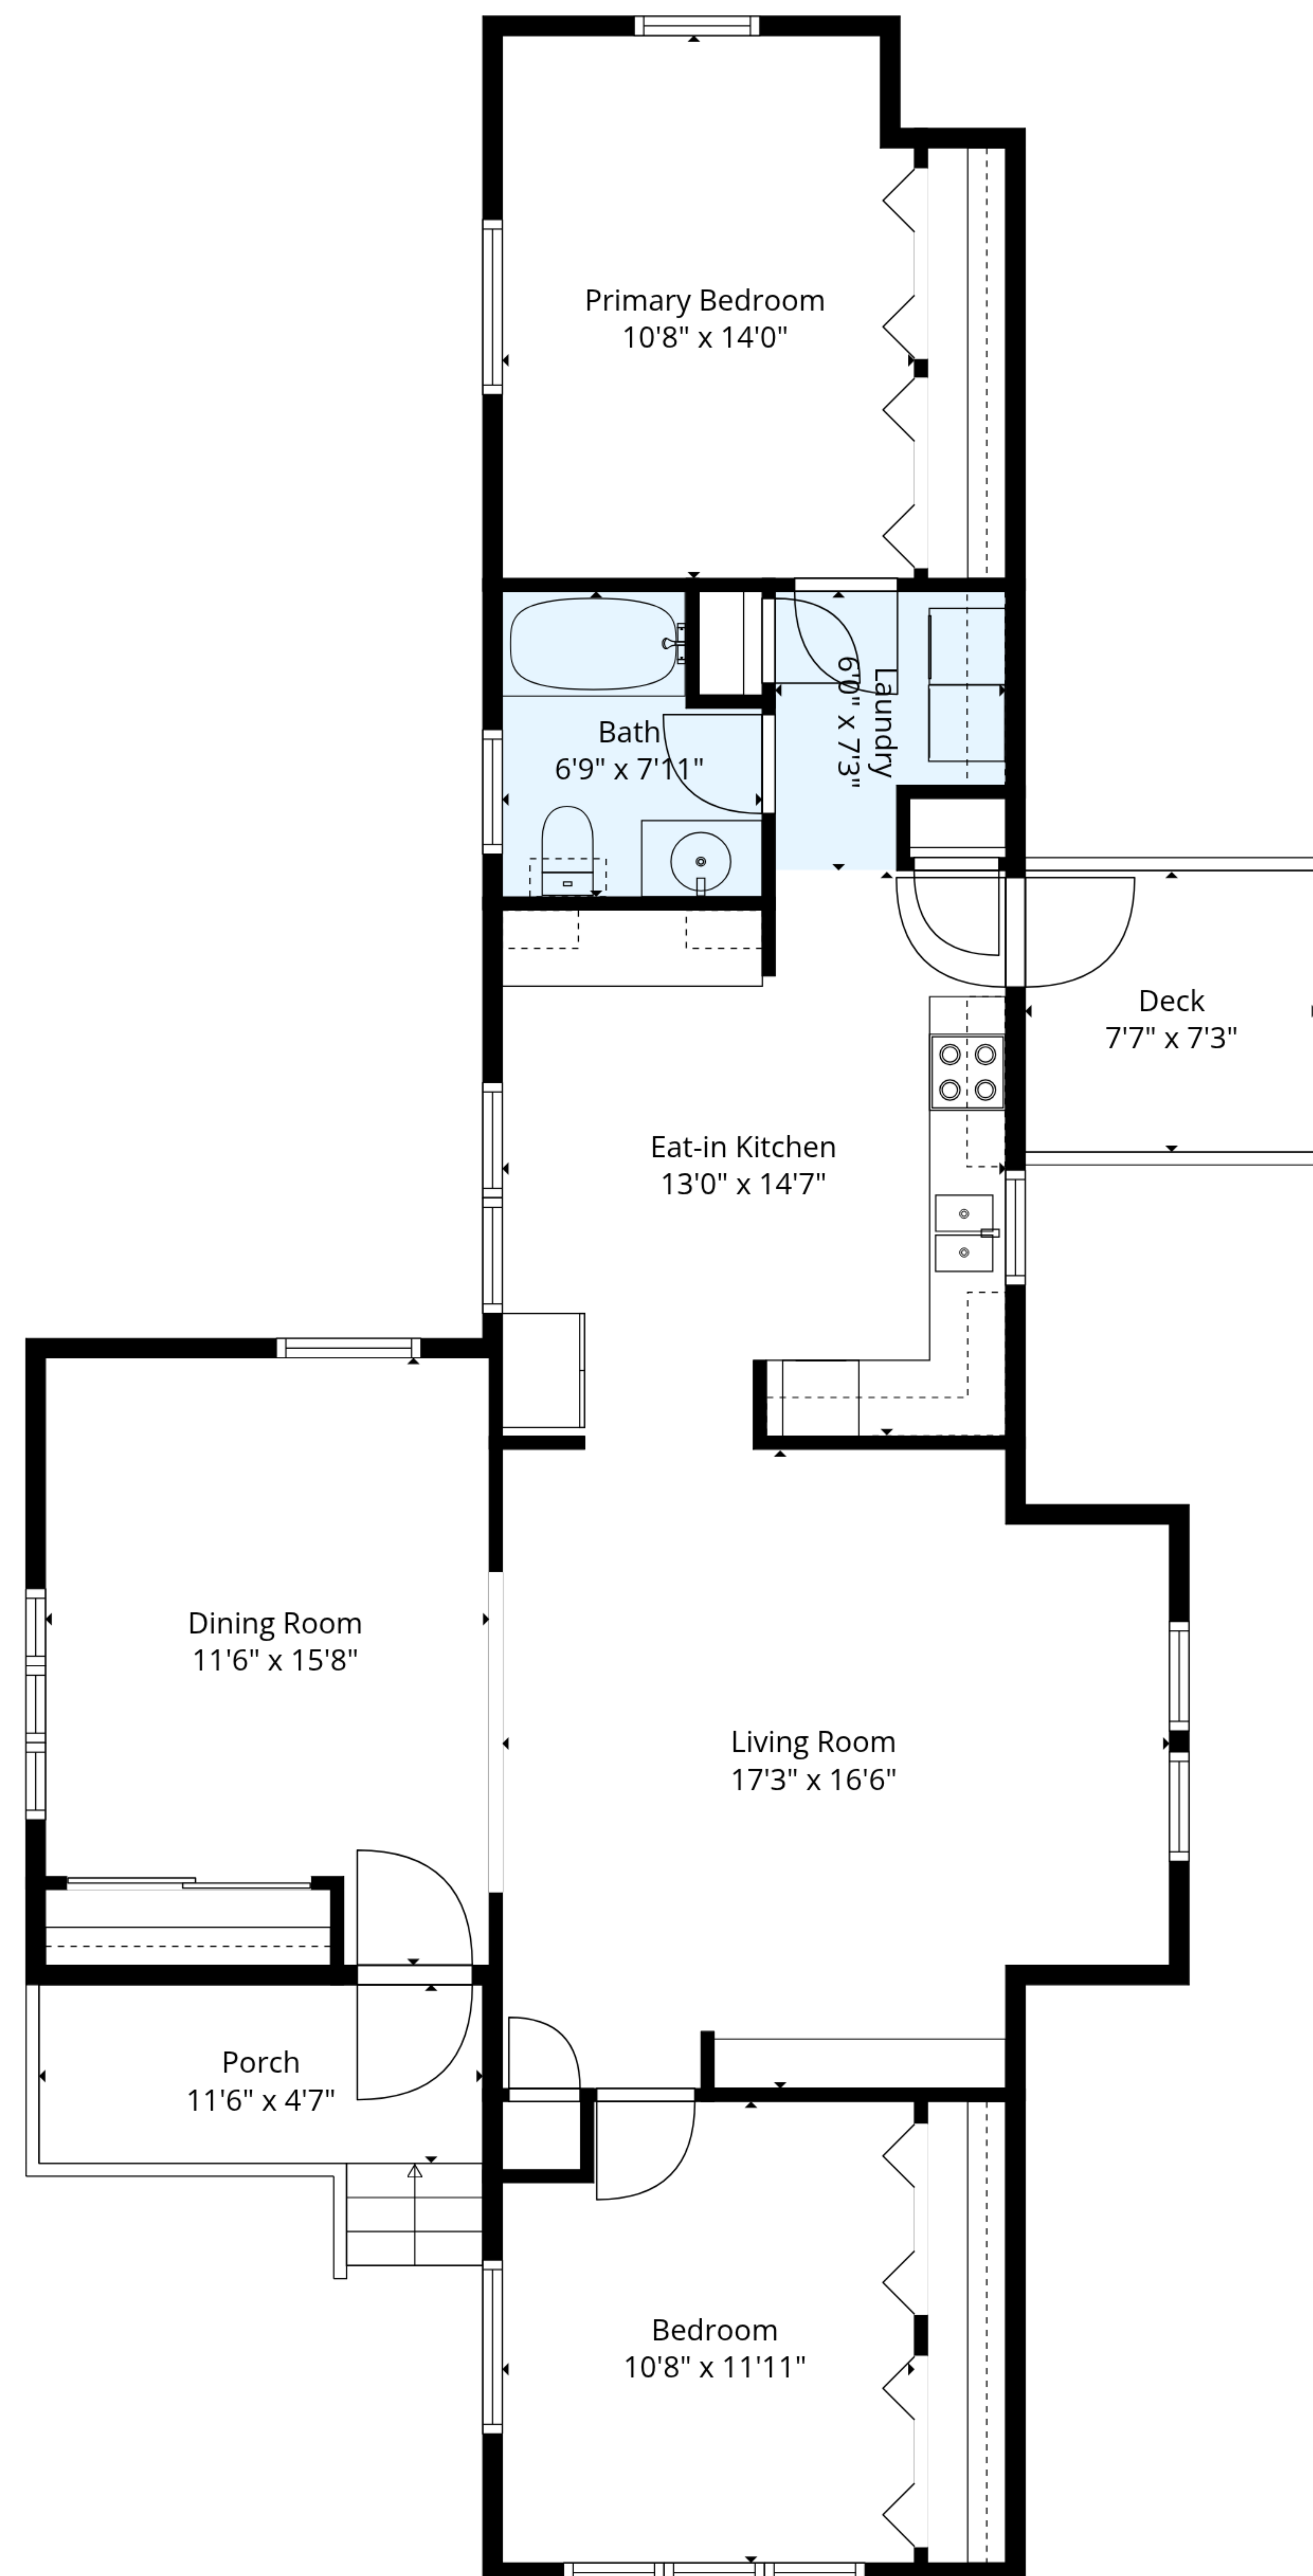 Primary Bedroom
10'8" x 14'0"
Bath
6'9" x 7'11"
Laundry
6'0" x 7'3"
Deck
7'7" x 7'3"
Eat-in Kitchen
13'0" x 14'7"
Dining Room
11'6" x 15'8"
Living Room
17'3" x 16'6"
Porch
11'6" x 4'7"
Bedroom
10'8" x 11'11"